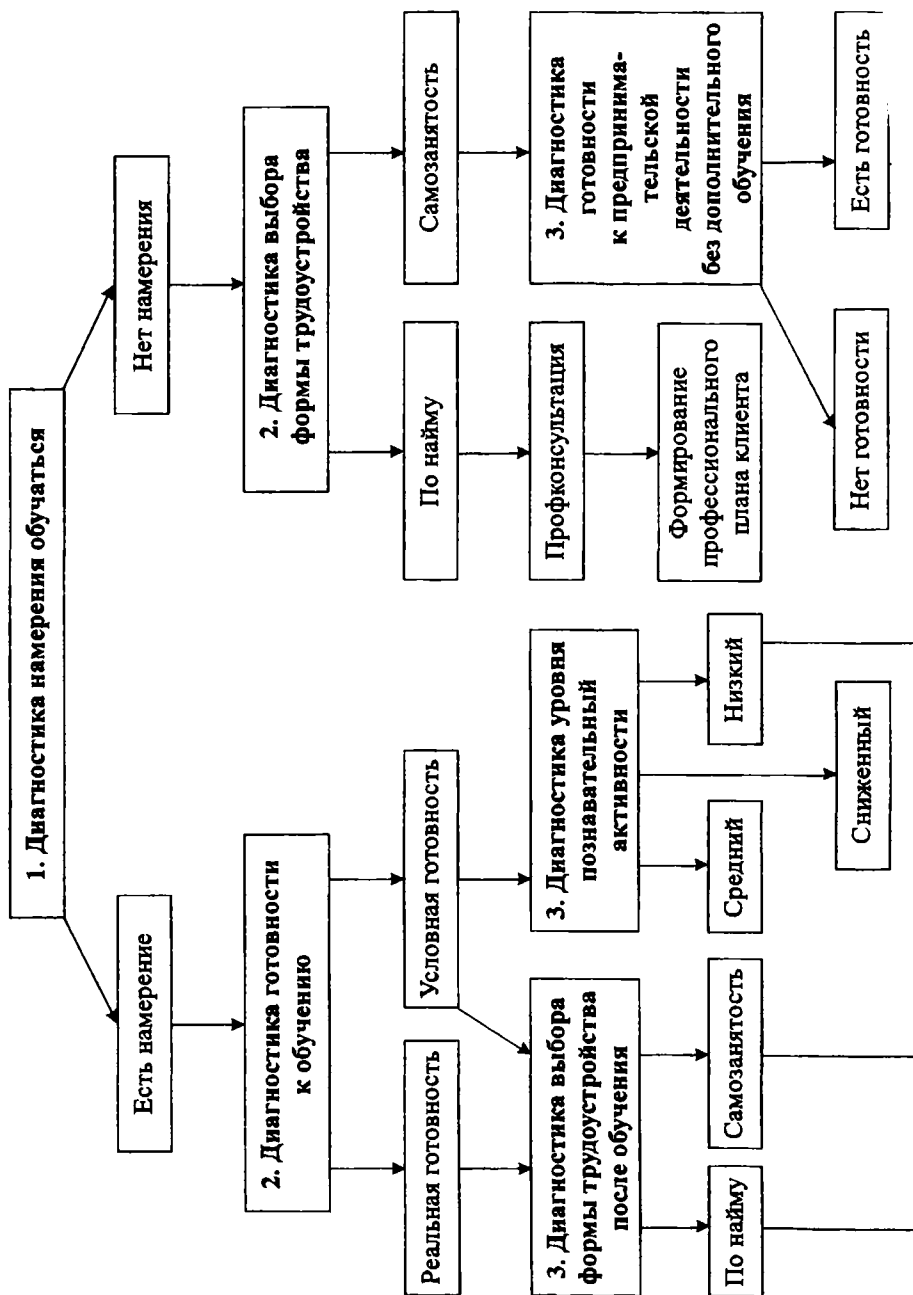 1. Диагностика намерения обучаться
Есть намерение
Нет намерения
2. Диагностика готовности
к обучению
2. Диагностика выбора
формы трудоустройства
Реальная готовность
Условная готовность
По найму
Самозанятость
3. Диагностика выбора
формы трудоустройства
после обучения
3. Диагностика уровня
познавательный
активности
Профконсультация
3. Диагностика
готовности
к предпринима-
тельской
деятельности
без дополнительного
обучения
Формирование
профессионального
плана клиента
По найму
Самозанятость
Средний
Низкий
Сниженный
Нет готовности
Есть готовность